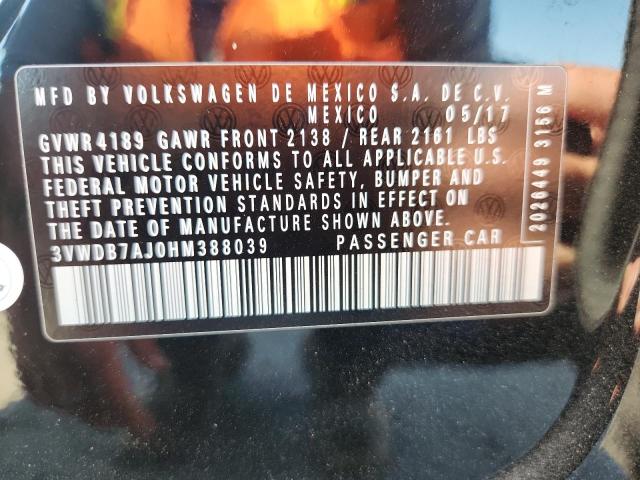 MFD BY VOLKSWAGEN DE MEXICO S.A. DE C.V.
MEXICO 05/17
GVWR 4189 GAWR FRONT 2138 / REAR 2161 LBS
THIS VEHICLE CONFORMS TO ALL APPLICABLE U.S.
FEDERAL MOTOR VEHICLE SAFETY, BUMPER AND
THEFT PREVENTION STANDARDS IN EFFECT ON
THE DATE OF MANUFACTURE SHOWN ABOVE.
3VWDB7AJ0HM388039 PASSENGER CAR
2026449 3156 M